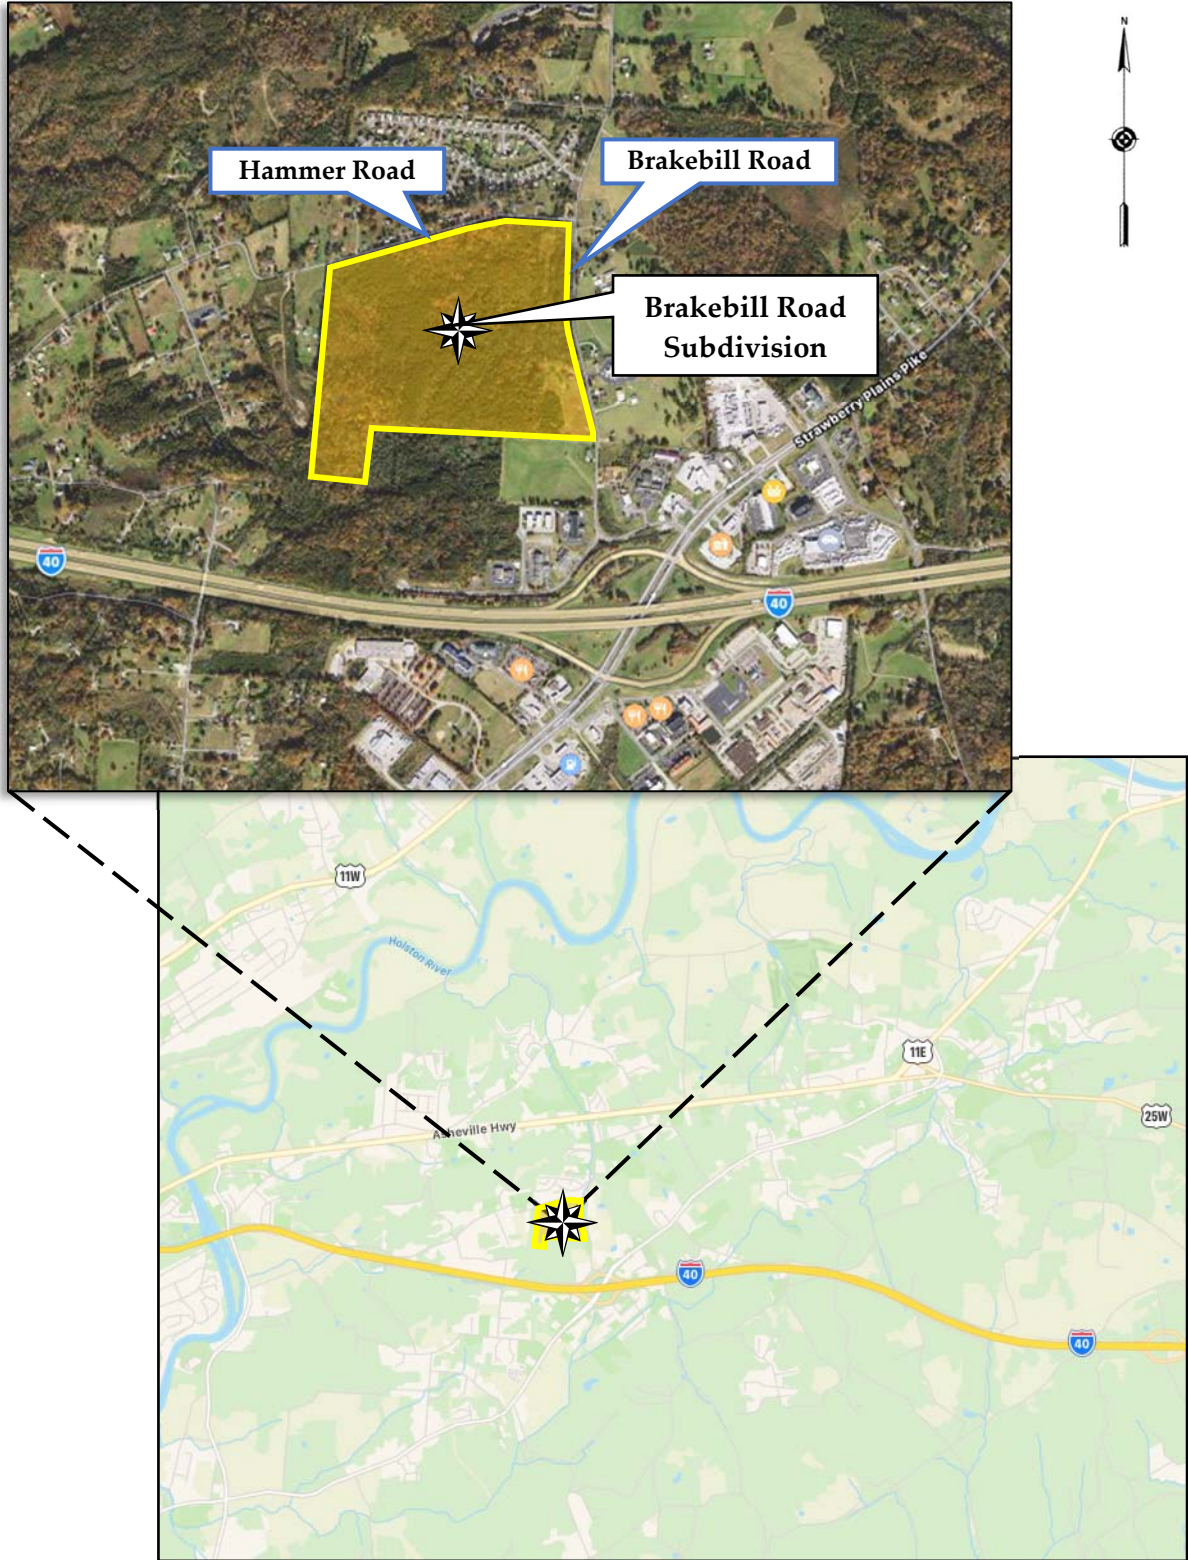 N
Hammer Road
Brakebill Road
Brakebill Road
Subdivision
Strawberry Plains Pike
40
40
11W
Holston River
11E
25W
Asheville Hwy
40
40